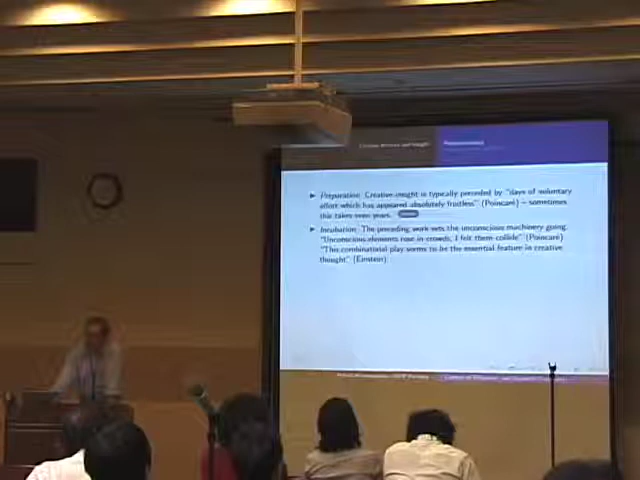 Preparation Creative insight is typically preceded by "days of voluntary
effort which has appeared absolutely fruitless" (Poincaré) – sometimes
this takes even years.
Incubation The preceding work sets the unconscious machinery going.
"Unconscious elements rose in crowds, I felt them collide" (Poincaré)
"This combinatorial play seems to be the essential feature in creative
thought" (Einstein)